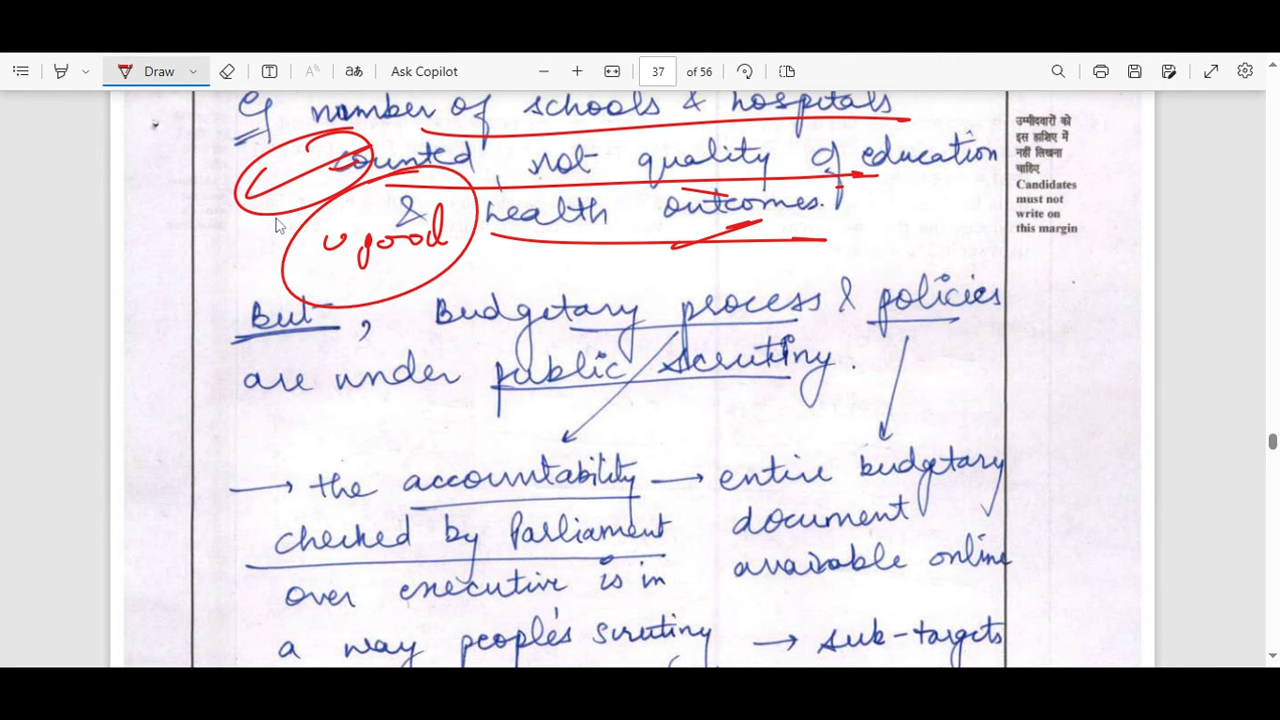 Draw
Ask Copilot
37 of 56
Eg number of schools & hospitals
counted, not quality of education
& health outcomes.
v good
उम्मीदवारों को
इस हाशिए में
नहीं लिखना
चाहिए
Candidates
must not
write on
this margin
But, Budgetary process & policies
are under public scrutiny.
→ the accountability
checked by Parliament
over executive is in
a way people's scrutiny
→ entire budgetary
document
available online
→ sub-targets